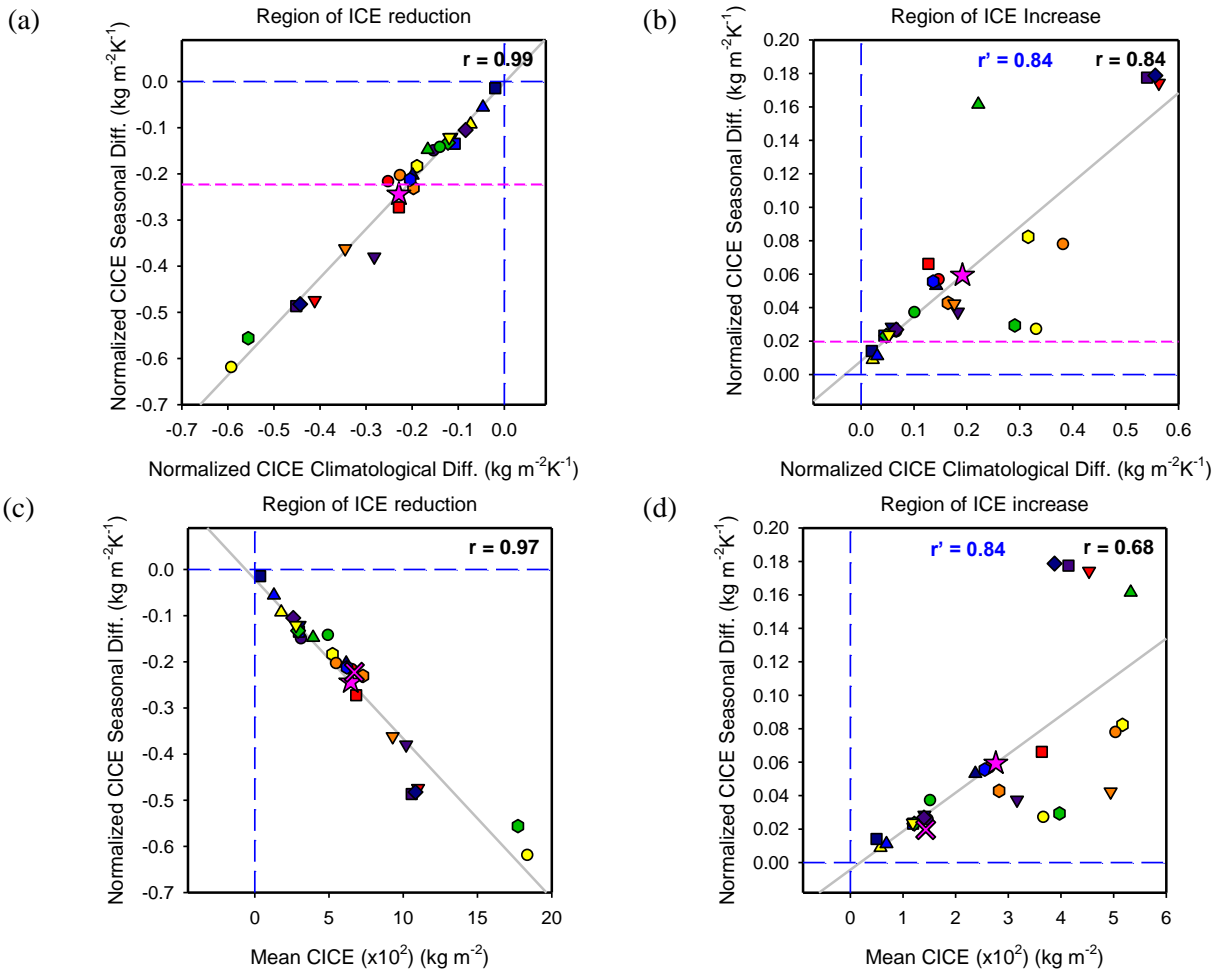 (a)
Region of ICE reduction
r = 0.99
Normalized CICE Seasonal Diff. (kg m-2K-1)
0.0
-0.1
-0.2
-0.3
-0.4
-0.5
-0.6
-0.7
-0.7 -0.6 -0.5 -0.4 -0.3 -0.2 -0.1 0.0
Normalized CICE Climatological Diff. (kg m-2K-1)
(b)
Region of ICE Increase
r' = 0.84 r = 0.84
Normalized CICE Seasonal Diff. (kg m-2K-1)
0.20
0.18
0.16
0.14
0.12
0.10
0.08
0.06
0.04
0.02
0.00
0.0 0.1 0.2 0.3 0.4 0.5 0.6
Normalized CICE Climatological Diff. (kg m-2K-1)
(c)
Region of ICE reduction
r = 0.97
Normalized CICE Seasonal Diff. (kg m-2K-1)
0.0
-0.1
-0.2
-0.3
-0.4
-0.5
-0.6
-0.7
0 5 10 15 20
Mean CICE (x10²) (kg m-2)
(d)
Region of ICE increase
r' = 0.84 r = 0.68
Normalized CICE Seasonal Diff. (kg m-2K-1)
0.20
0.18
0.16
0.14
0.12
0.10
0.08
0.06
0.04
0.02
0.00
0 1 2 3 4 5 6
Mean CICE (x10²) (kg m-2)